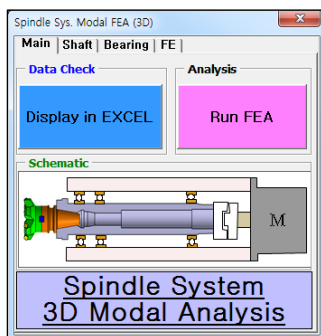 Spindle Sys. Modal FEA (3D)
Main Shaft Bearing FE
Data Check Analysis
Display in EXCEL Run FEA
Schematic
M
Spindle System
3D Modal Analysis